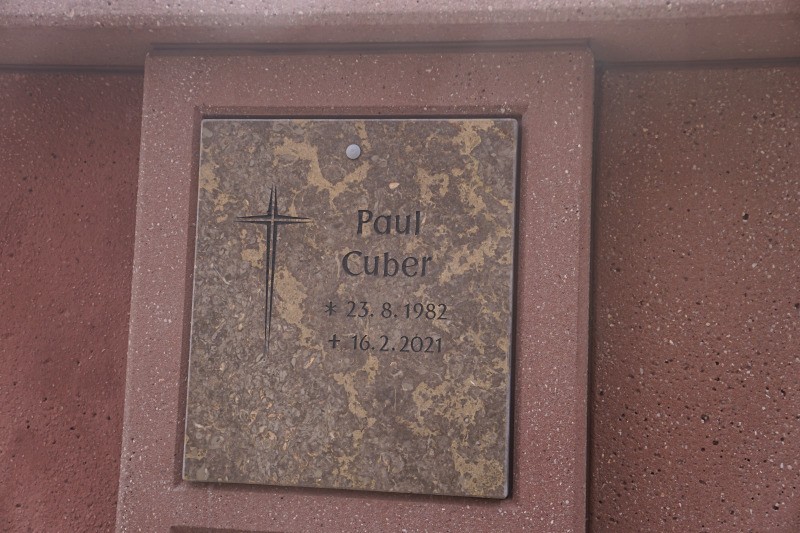 Paul
Cuber
* 23. 8. 1982
+ 16. 2. 2021